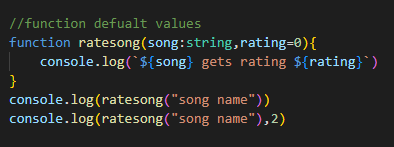 //function defualt values
function ratesong(song:string,rating=0){
    console.log(`${song} gets rating ${rating}`)
}
console.log(ratesong("song name"))
console.log(ratesong("song name"),2)